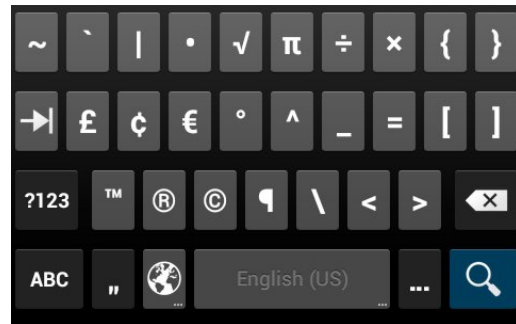 ~ ` | • √ π ÷ × { }
£ ¢ € ° ^ _ = [ ]
?123 ™ ® © ¶ \ < >
ABC „ English (US) ...